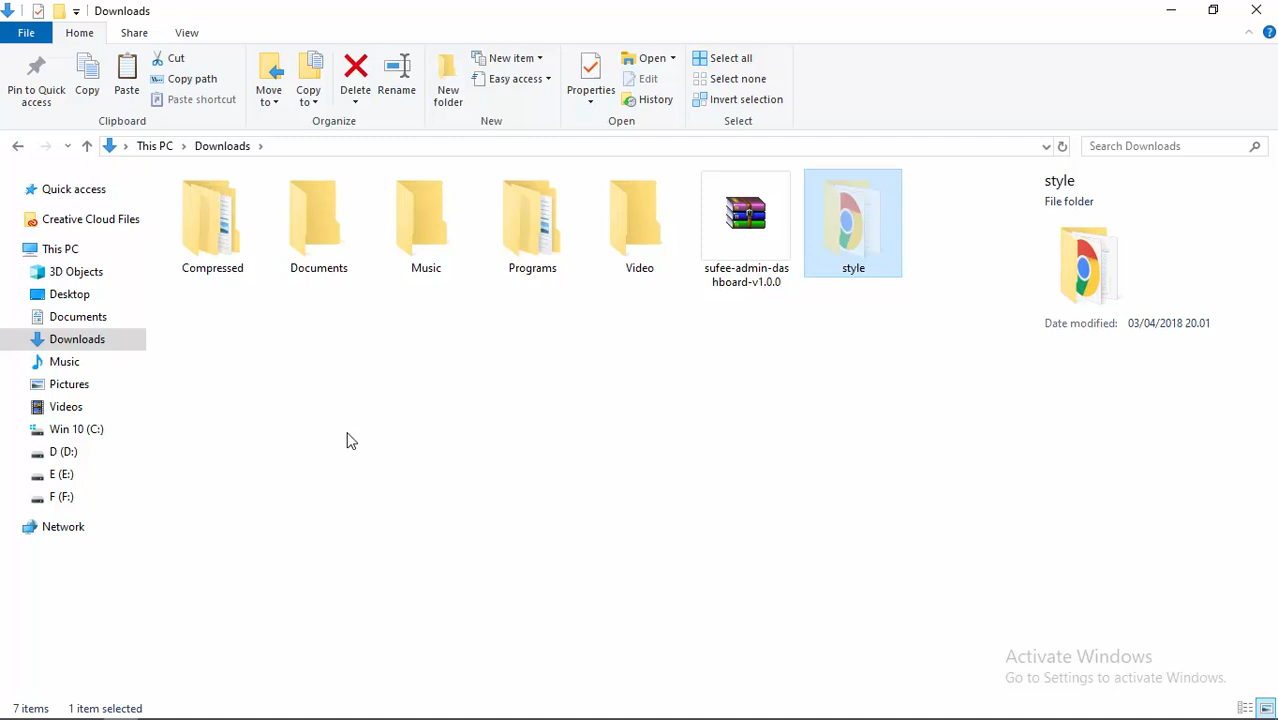 Downloads
File
Home
Share
View
Pin to Quick
access
Copy
Paste
Cut
Copy path
Paste shortcut
Clipboard
Move
to
Copy
to
Delete
Rename
Organize
New
folder
New item
Easy access
New
Properties
Open
Edit
History
Open
Select all
Select none
Invert selection
Select
This PC
Downloads
Search Downloads
Quick access
Creative Cloud Files
This PC
3D Objects
Desktop
Documents
Downloads
Music
Pictures
Videos
Win 10 (C:)
D (D:)
E (E:)
F (F:)
Network
Compressed
Documents
Music
Programs
Video
sufee-admin-das
hboard-v1.0.0
style
style
File folder
Date modified: 03/04/2018 20.01
Activate Windows
Go to Settings to activate Windows.
7 items 1 item selected